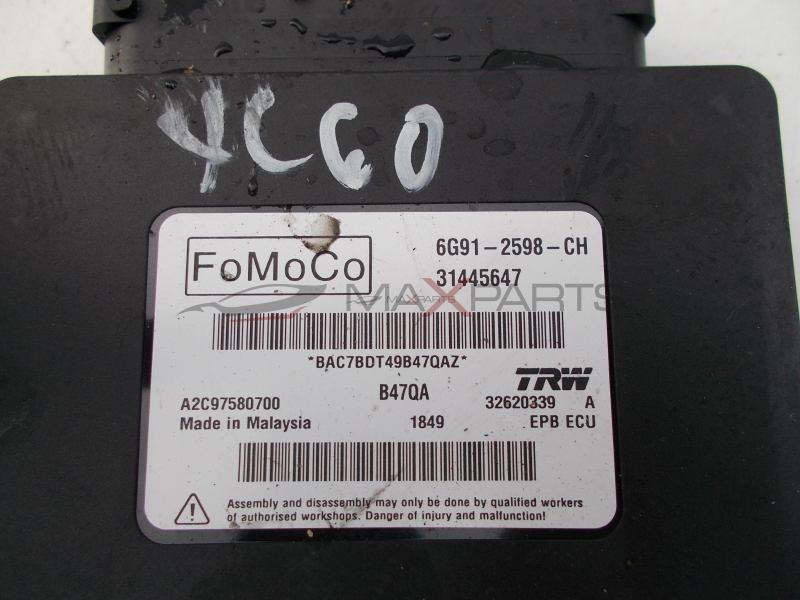 XC60
FoMoCo
6G91-2598-CH
31445647
MAXPARTS
MAXPARTS
*BAC7BDT49B47QAZ*
B47QA
TRW
A2C97580700
32620339 A
Made in Malaysia
1849
EPB ECU
Assembly and disassembly may only be done by qualified workers
of authorised workshops. Danger of injury and malfunction!